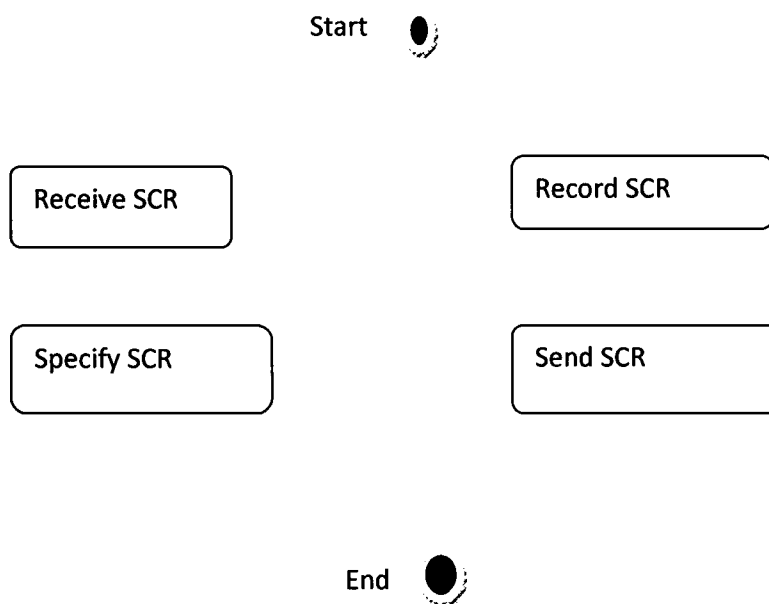 Start
Receive SCR
Record SCR
Specify SCR
Send SCR
End